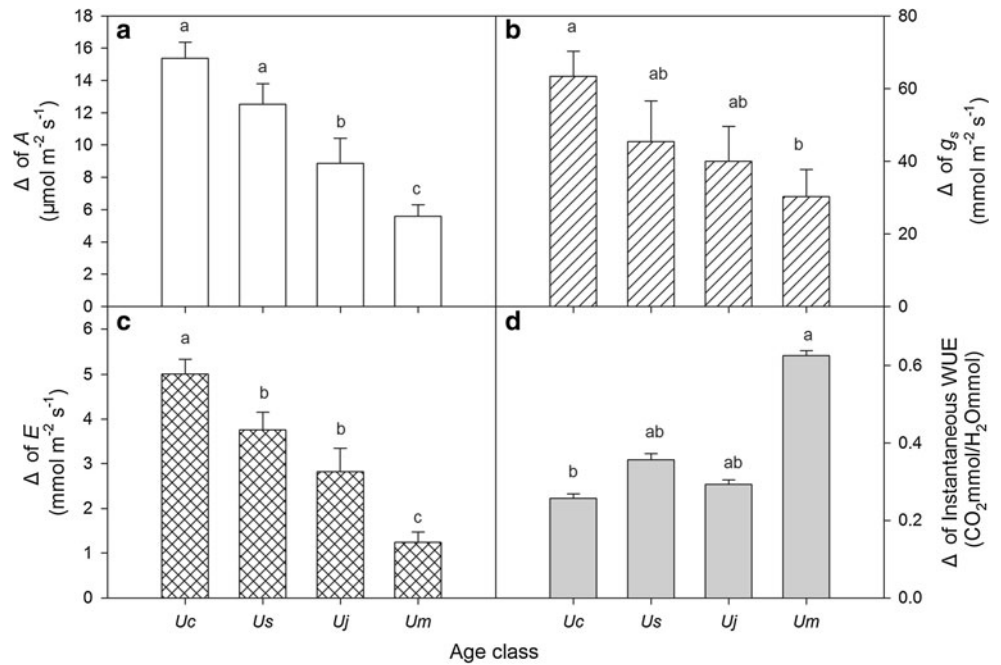 a
Δ of A
(μmol m⁻² s⁻¹)
18
16
14
12
10
8
6
4
2
0
a
a
b
c
b
a
ab
ab
b
80
60
40
20
0
Δ of gₛ
(mmol m⁻² s⁻¹)
c
Δ of E
(mmol m⁻² s⁻¹)
6
5
4
3
2
1
0
a
b
b
c
Uc Us Uj Um
d
b
ab
ab
a
0.6
0.4
0.2
0.0
Δ of Instantaneous WUE
(CO₂mmol/H₂Ommol)
Uc Us Uj Um
Age class